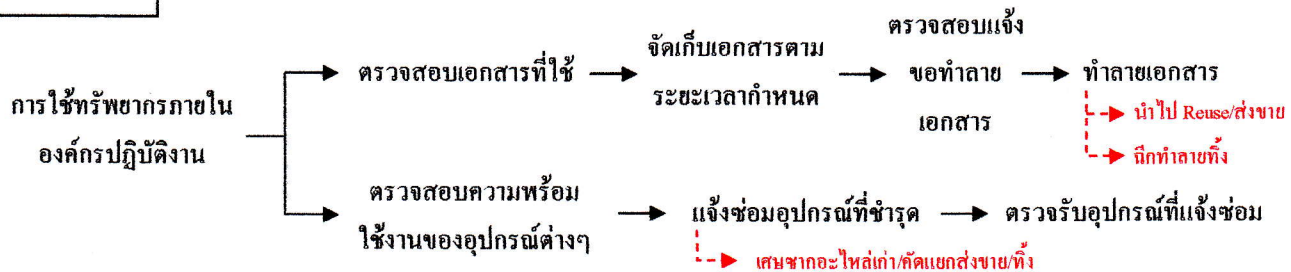 การใช้ทรัพยากรภายใน
องค์กรปฏิบัติงาน
ตรวจสอบเอกสารที่ใช้
จัดเก็บเอกสารตาม
ระยะเวลากำหนด
ตรวจสอบแจ้ง
ขอทำลาย
เอกสาร
ทำลายเอกสาร
นำไป Reuse/ส่งขาย
ฉีกทำลายทิ้ง
ตรวจสอบความพร้อม
ใช้งานของอุปกรณ์ต่างๆ
แจ้งซ่อมอุปกรณ์ที่ชำรุด
ตรวจรับอุปกรณ์ที่แจ้งซ่อม
เศษซากอะไหล่เก่า/คัดแยกส่งขาย/ทิ้ง